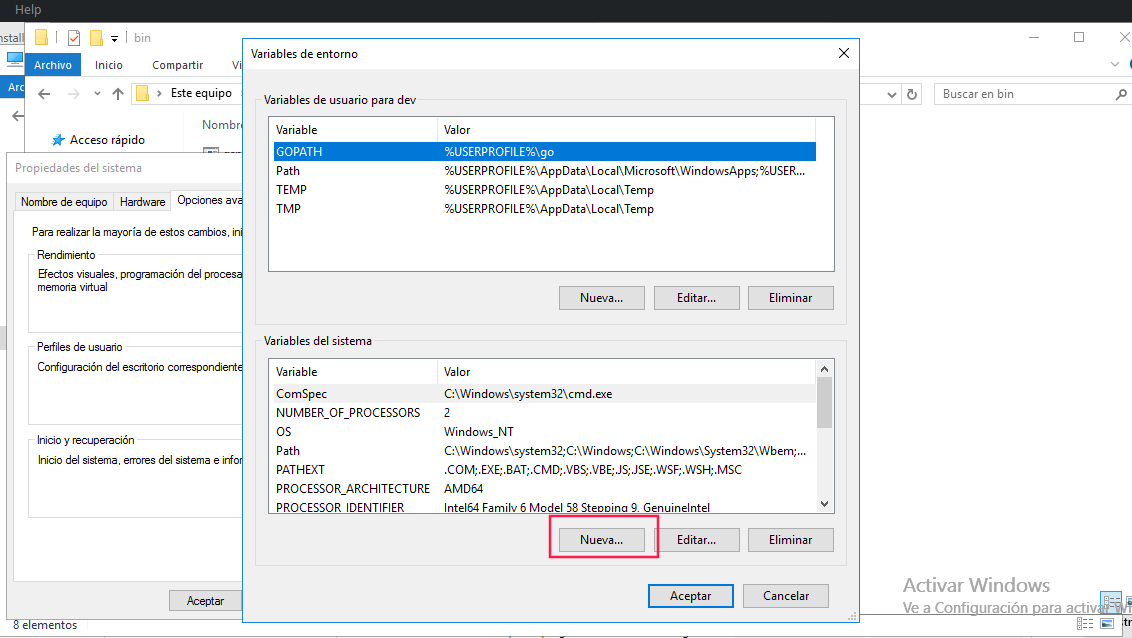 Help
nstall
bin
Archivo
Inicio
Compartir
Vi
Arc
Este equipo
Buscar en bin
Acceso rápido
Nombre
Propiedades del sistema
Nombre de equipo
Hardware
Opciones ava
Para realizar la mayoría de estos cambios, ini
Rendimiento
Efectos visuales, programación del procesa
memoria virtual
Perfiles de usuario
Configuración del escritorio correspondiente
Inicio y recuperación
Inicio del sistema, errores del sistema e infor
Aceptar
8 elementos
Variables de entorno
Variables de usuario para dev
Variable Valor
GOPATH %USERPROFILE%\go
Path %USERPROFILE%\AppData\Local\Microsoft\WindowsApps;%USER...
TEMP %USERPROFILE%\AppData\Local\Temp
TMP %USERPROFILE%\AppData\Local\Temp
Nueva... Editar... Eliminar
Variables del sistema
Variable Valor
ComSpec C:\Windows\system32\cmd.exe
NUMBER_OF_PROCESSORS 2
OS Windows_NT
Path C:\Windows\system32;C:\Windows;C:\Windows\System32\Wbem;...
PATHEXT .COM;.EXE;.BAT;.CMD;.VBS;.VBE;.JS;.JSE;.WSF;.WSH;.MSC
PROCESSOR_ARCHITECTURE AMD64
PROCESSOR_IDENTIFIER Intel64 Family 6 Model 58 Stepping 9, GenuineIntel
Nueva... Editar... Eliminar
Aceptar Cancelar
Activar Windows
Ve a Configuración para activar Wi